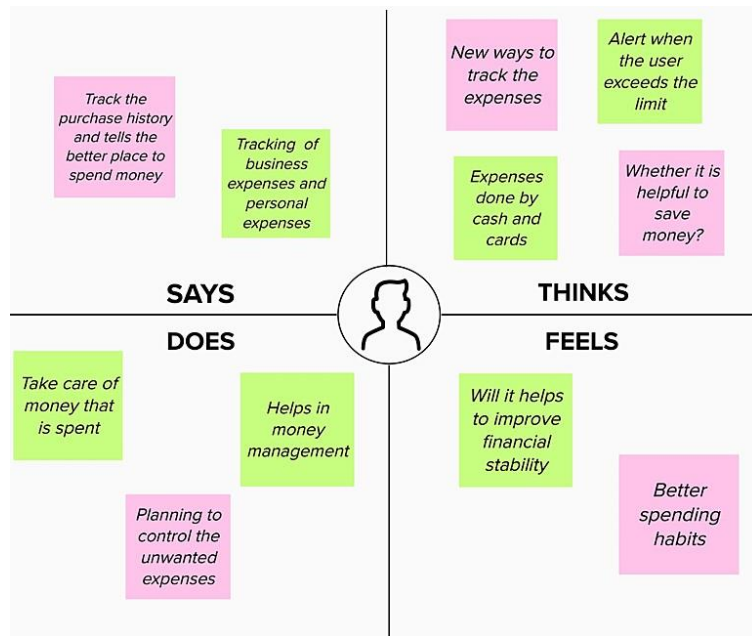 Track the
purchase history
and tells the
better place to
spend money
Tracking of
business
expenses and
personal
expenses
SAYS
New ways to
track the
expenses
Alert when
the user
exceeds the
limit
Expenses
done by
cash and
cards
Whether it is
helpful to
save
money?
THINKS
DOES
Take care of
money that
is spent
Helps in
money
management
Planning to
control the
unwanted
expenses
FEELS
Will it helps
to improve
financial
stability
Better
spending
habits